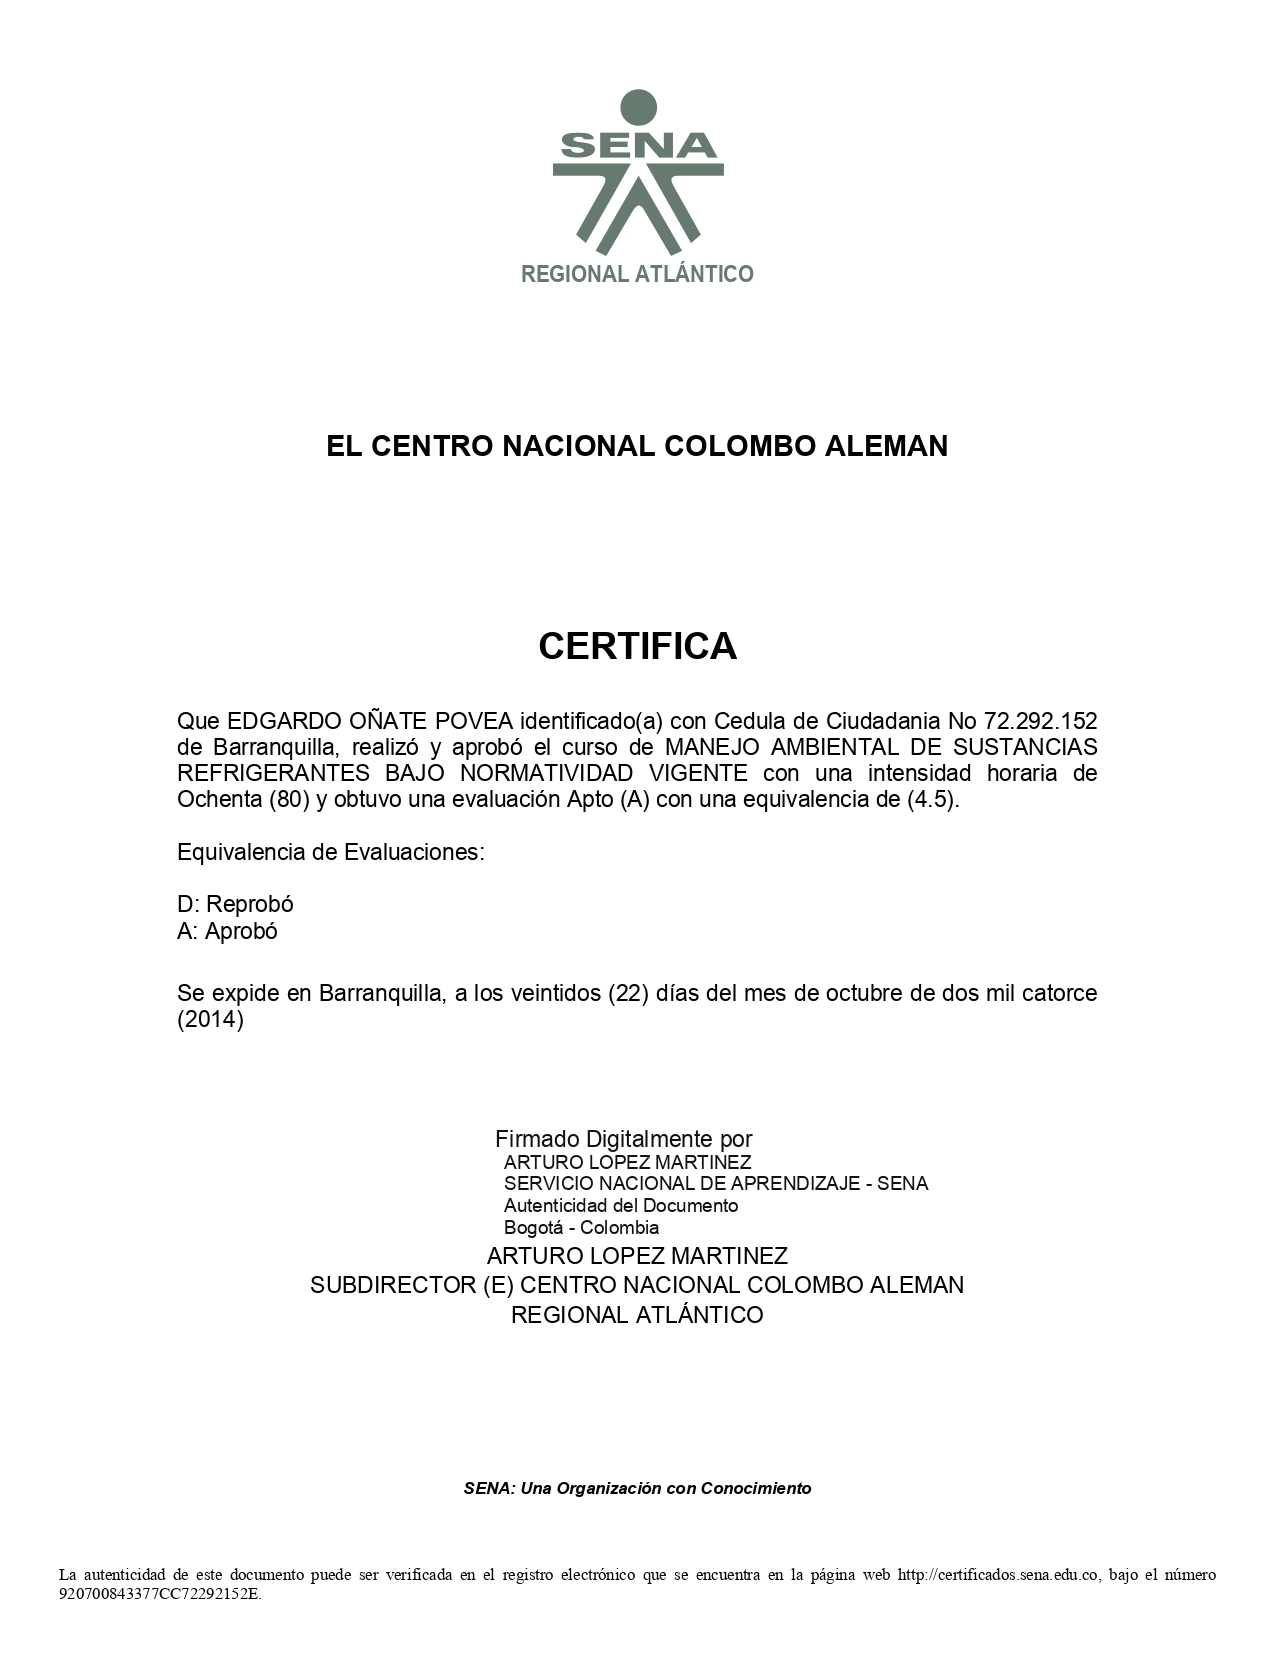 SENA
REGIONAL ATLÁNTICO
EL CENTRO NACIONAL COLOMBO ALEMAN
CERTIFICA
Que EDGARDO OÑATE POVEA identificado(a) con Cedula de Ciudadania No 72.292.152
de Barranquilla, realizó y aprobó el curso de MANEJO AMBIENTAL DE SUSTANCIAS
REFRIGERANTES BAJO NORMATIVIDAD VIGENTE con una intensidad horaria de
Ochenta (80) y obtuvo una evaluación Apto (A) con una equivalencia de (4.5).
Equivalencia de Evaluaciones:
D: Reprobó
A: Aprobó
Se expide en Barranquilla, a los veintidos (22) días del mes de octubre de dos mil catorce
(2014)
Firmado Digitalmente por
ARTURO LOPEZ MARTINEZ
SERVICIO NACIONAL DE APRENDIZAJE - SENA
Autenticidad del Documento
Bogotá - Colombia
ARTURO LOPEZ MARTINEZ
SUBDIRECTOR (E) CENTRO NACIONAL COLOMBO ALEMAN
REGIONAL ATLÁNTICO
SENA: Una Organización con Conocimiento
La autenticidad de este documento puede ser verificada en el registro electrónico que se encuentra en la página web http://certificados.sena.edu.co, bajo el número
920700843377CC72292152E.